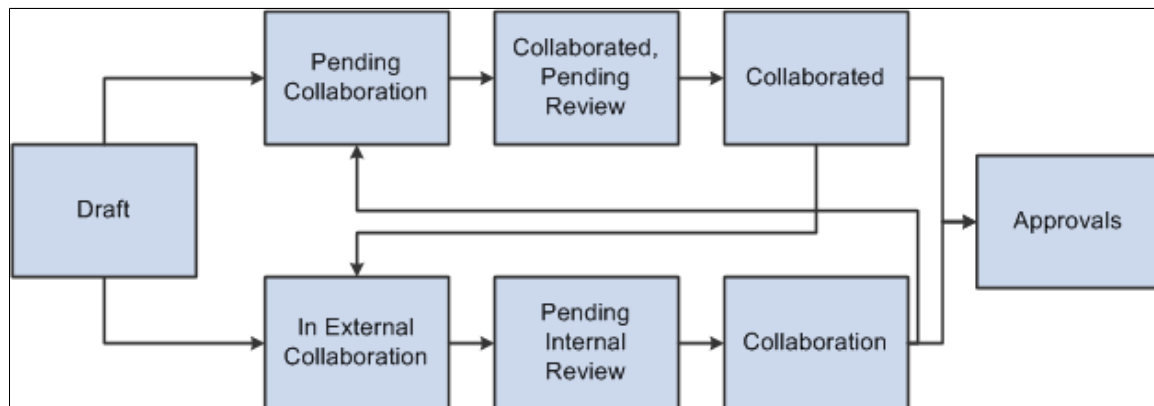 Pending
Collaboration
Collaborated,
Pending
Review
Collaborated
Draft
Approvals
In External
Collaboration
Pending
Internal
Review
Collaboration